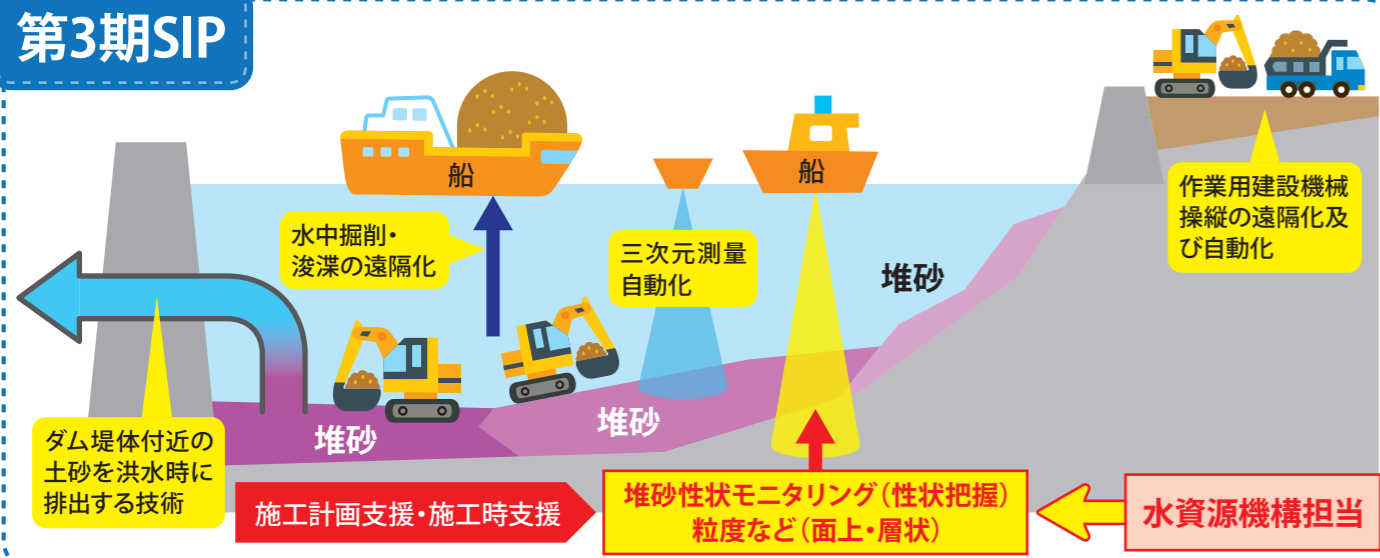 第3期SIP
船
船
水中掘削・
浚渫の遠隔化
三次元測量
自動化
作業用建設機械
操縦の遠隔化及
び自動化
堆砂
堆砂
堆砂
ダム堤体付近の
土砂を洪水時に
排出する技術
施工計画支援・施工時支援
堆砂性状モニタリング（性状把握）
粒度など（面上・層状）
水資源機構担当